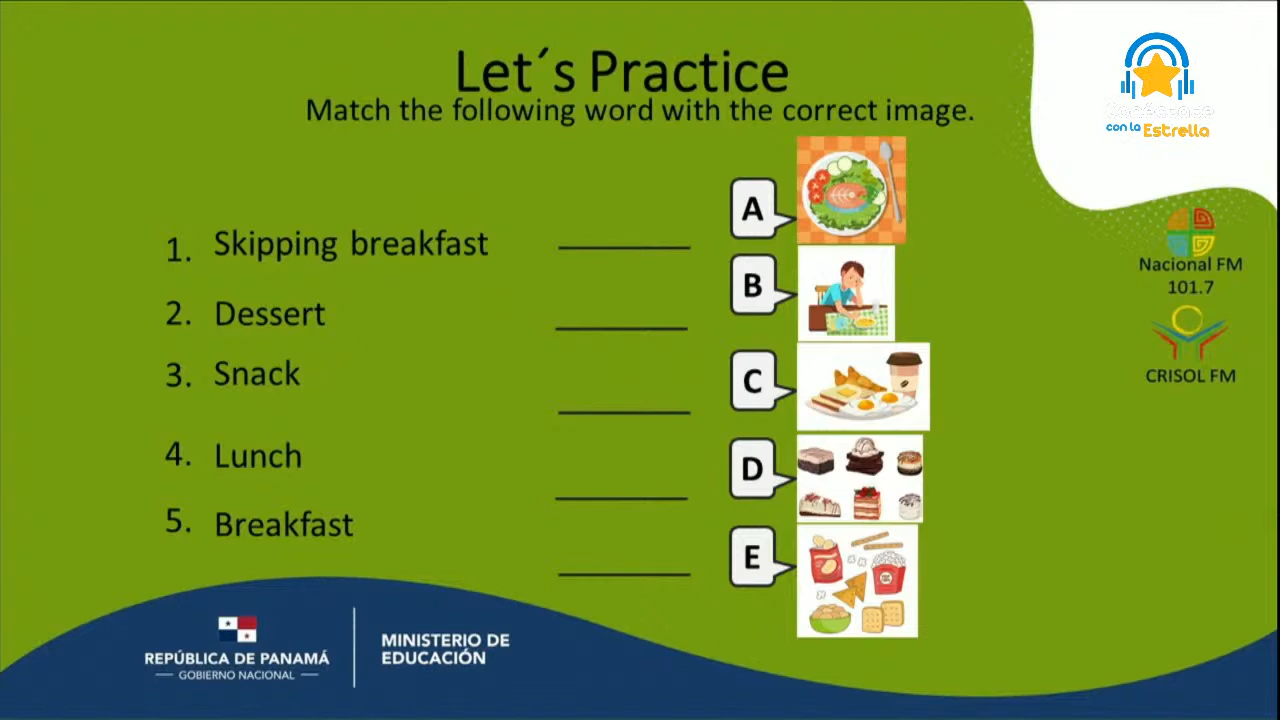 Let´s Practice
Match the following word with the correct image.
Conéctate
con la Estrella
1. Skipping breakfast
2. Dessert
3. Snack
4. Lunch
5. Breakfast
A
B
C
D
E
Nacional FM
101.7
CRISOL FM
REPÚBLICA DE PANAMÁ
GOBIERNO NACIONAL
MINISTERIO DE
EDUCACIÓN